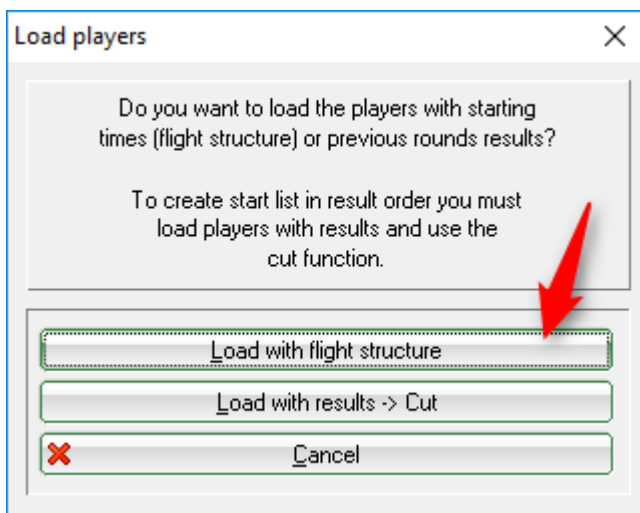 Load players
Do you want to load the players with starting
times (flight structure) or previous rounds results?
To create start list in result order you must
load players with results and use the
cut function.
Load with flight structure
Load with results -> Cut
Cancel